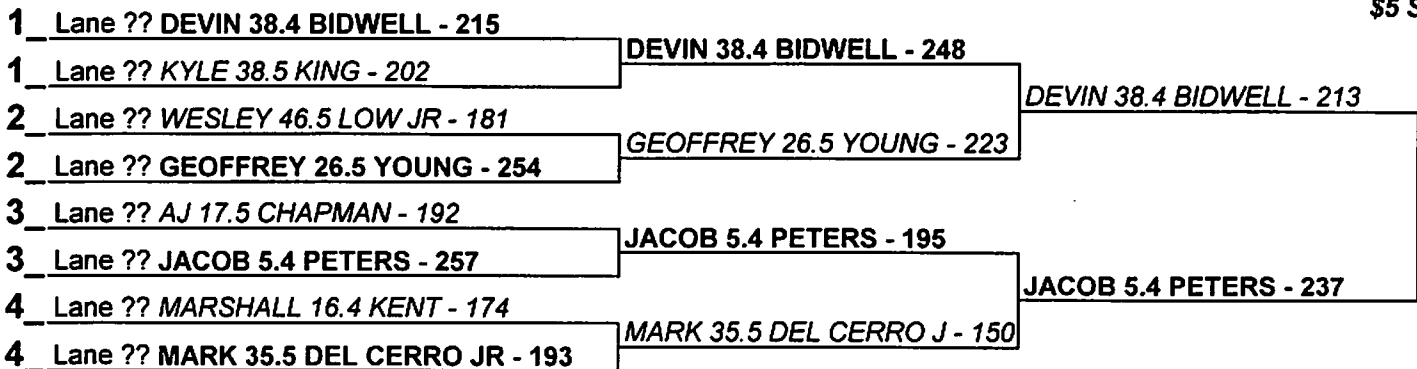 $5 S
1_ Lane ?? DEVIN 38.4 BIDWELL - 215
DEVIN 38.4 BIDWELL - 248
1_ Lane ?? KYLE 38.5 KING - 202
DEVIN 38.4 BIDWELL - 213
2_ Lane ?? WESLEY 46.5 LOW JR - 181
GEOFFREY 26.5 YOUNG - 223
2_ Lane ?? GEOFFREY 26.5 YOUNG - 254
3_ Lane ?? AJ 17.5 CHAPMAN - 192
JACOB 5.4 PETERS - 195
3_ Lane ?? JACOB 5.4 PETERS - 257
JACOB 5.4 PETERS - 237
4_ Lane ?? MARSHALL 16.4 KENT - 174
MARK 35.5 DEL CERRO J - 150
4_ Lane ?? MARK 35.5 DEL CERRO JR - 193